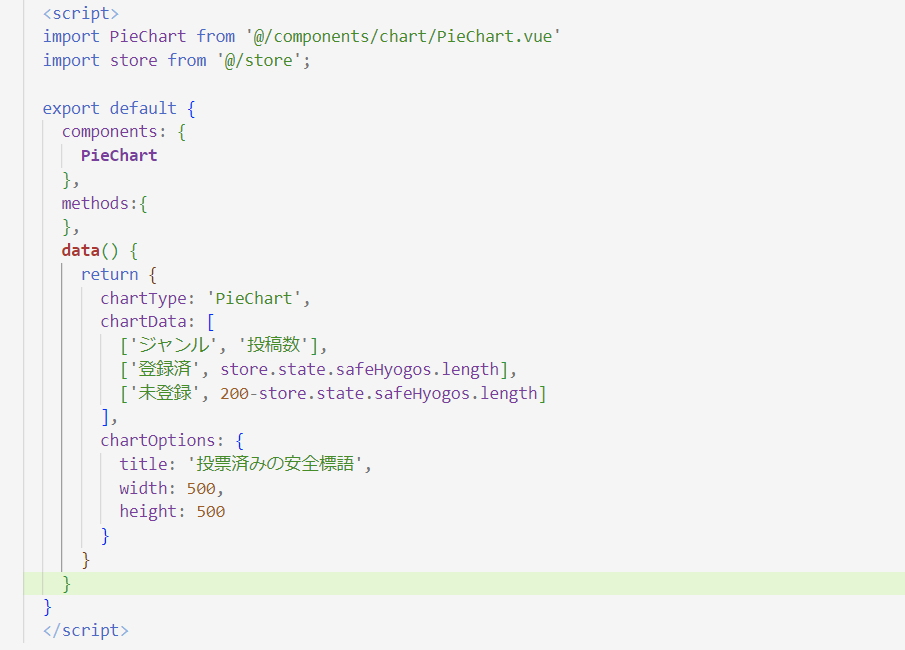 <script>
import PieChart from '@/components/chart/PieChart.vue'
import store from '@/store';
export default {
components: {
PieChart
},
methods:{
},
data() {
return {
chartType: 'PieChart',
chartData: [
['ジャンル', '投稿数'],
['登録済', store.state.safeHyogos.length],
['未登録', 200-store.state.safeHyogos.length]
],
chartOptions: {
title: '投票済みの安全標語',
width: 500,
height: 500
}
}
}
}
</script>